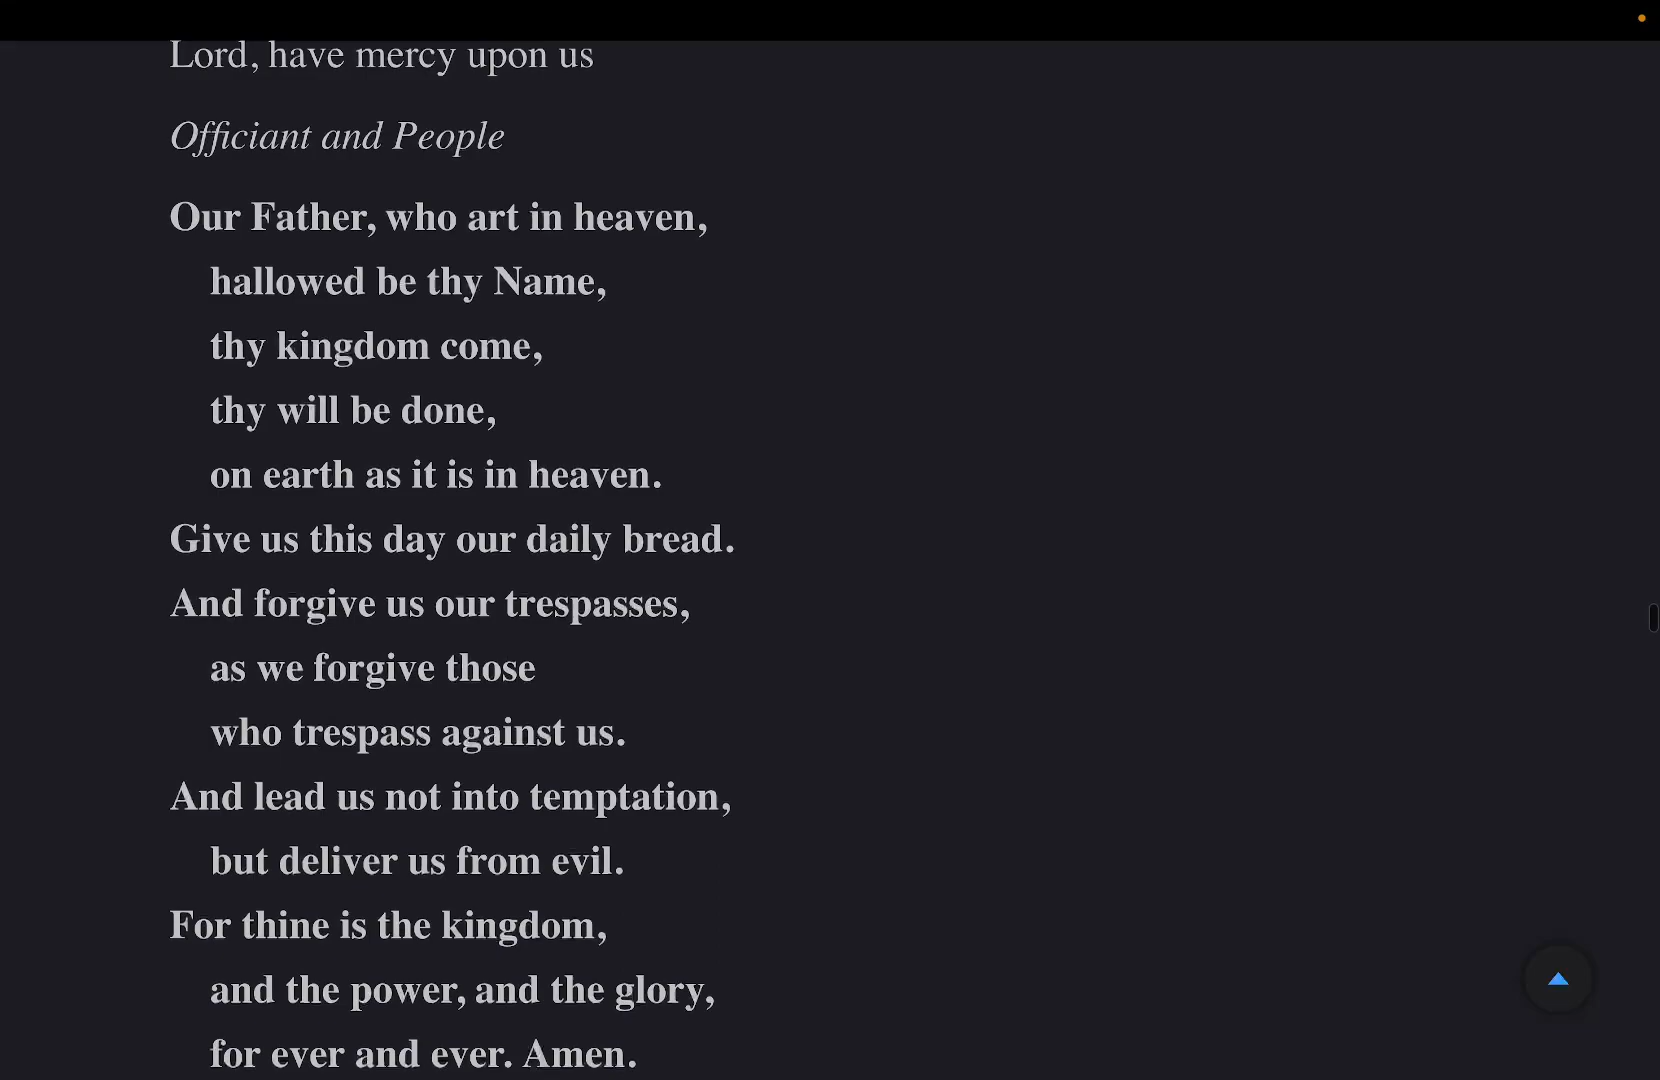 Lord, have mercy upon us
Officiant and People
Our Father, who art in heaven,
hallowed be thy Name,
thy kingdom come,
thy will be done,
on earth as it is in heaven.
Give us this day our daily bread.
And forgive us our trespasses,
as we forgive those
who trespass against us.
And lead us not into temptation,
but deliver us from evil.
For thine is the kingdom,
and the power, and the glory,
for ever and ever. Amen.